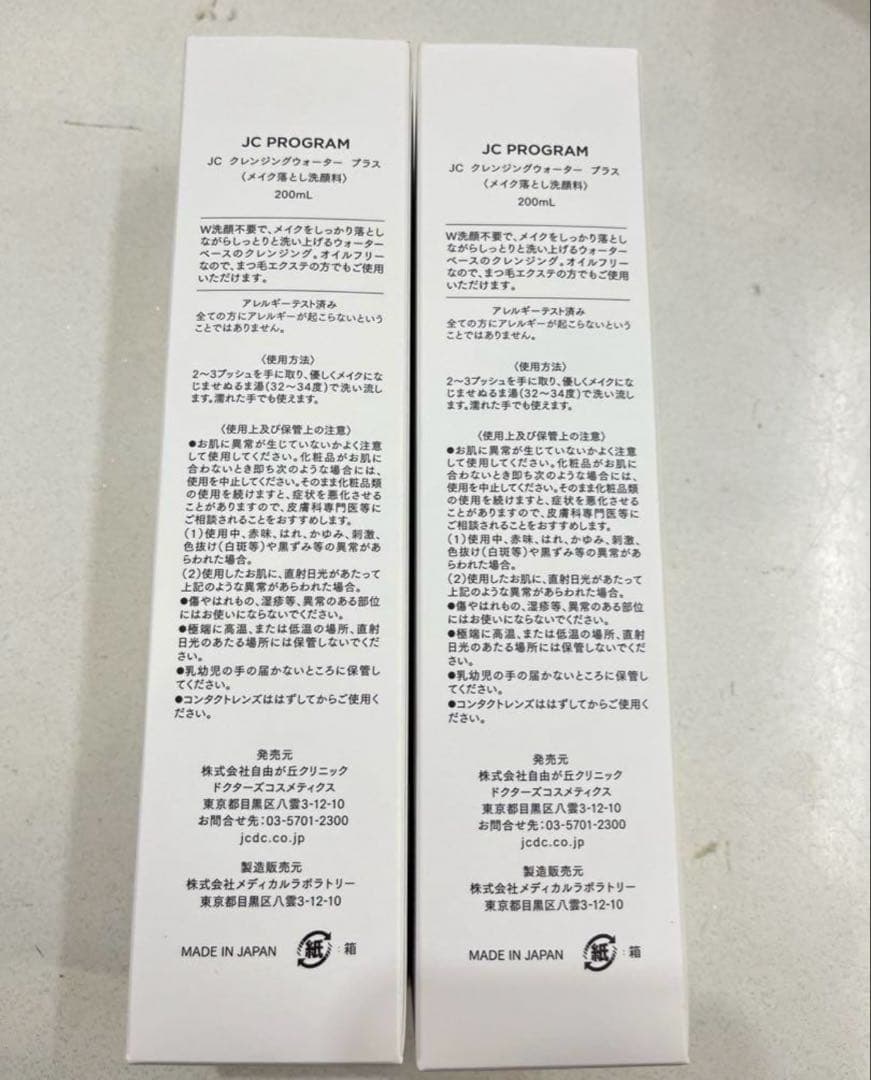 JC PROGRAM
JC クレンジングウォーター プラス
〈メイク落とし洗顔料〉
200mL
W洗顔不要で、メイクをしっかり落とし
ながらしっとりと洗い上げるウォーター
ベースのクレンジング。オイルフリー
なので、まつ毛エクステの方でもご使用
いただけます。
アレルギーテスト済み
全ての方にアレルギーが起こらないという
ことではありません。
〈使用方法〉
2〜3プッシュを手に取り、優しくメイクにな
じませぬるま湯(32〜34度)で洗い流し
ます。濡れた手でも使えます。
〈使用上及び保管上の注意〉
●お肌に異常が生じていないかよく注意
して使用してください。化粧品がお肌に
合わないとき即ち次のような場合には、
使用を中止してください。そのまま化粧品類
の使用を続けますと、症状を悪化させる
ことがありますので、皮膚科専門医等に
ご相談されることをおすすめします。
(1)使用中、赤味、はれ、かゆみ、刺激、
色抜け(白斑等)や黒ずみ等の異常があ
らわれた場合。
(2)使用したお肌に、直射日光があたって
上記のような異常があらわれた場合。
●傷やはれもの、湿疹等、異常のある部位
にはお使いにならないでください。
●極端に高温、または低温の場所、直射
日光のあたる場所には保管しないでくだ
さい。
●乳幼児の手の届かないところに保管し
てください。
●コンタクトレンズははずしてからご使用く
ださい。
発売元
株式会社自由が丘クリニック
ドクターズコスメティクス
東京都目黒区八雲3-12-10
お問合せ先:03-5701-2300
jcdc.co.jp
製造販売元
株式会社メディカルラボラトリー
東京都目黒区八雲3-12-10
MADE IN JAPAN 紙:箱
JC PROGRAM
JC クレンジングウォーター プラス
〈メイク落とし洗顔料〉
200mL
W洗顔不要で、メイクをしっかり落とし
ながらしっとりと洗い上げるウォーター
ベースのクレンジング。オイルフリー
なので、まつ毛エクステの方でもご使用
いただけます。
アレルギーテスト済み
全ての方にアレルギーが起こらないという
ことではありません。
〈使用方法〉
2〜3プッシュを手に取り、優しくメイクにな
じませぬるま湯(32〜34度)で洗い流し
ます。濡れた手でも使えます。
〈使用上及び保管上の注意〉
●お肌に異常が生じていないかよく注意
して使用してください。化粧品がお肌に
合わないとき即ち次のような場合には、
使用を中止してください。そのまま化粧品類
の使用を続けますと、症状を悪化させる
ことがありますので、皮膚科専門医等に
ご相談されることをおすすめします。
(1)使用中、赤味、はれ、かゆみ、刺激、
色抜け(白斑等)や黒ずみ等の異常があ
らわれた場合。
(2)使用したお肌に、直射日光があたって
上記のような異常があらわれた場合。
●傷やはれもの、湿疹等、異常のある部位
にはお使いにならないでください。
●極端に高温、または低温の場所、直射
日光のあたる場所には保管しないでくだ
さい。
●乳幼児の手の届かないところに保管し
てください。
●コンタクトレンズははずしてからご使用く
ださい。
発売元
株式会社自由が丘クリニック
ドクターズコスメティクス
東京都目黒区八雲3-12-10
お問合せ先:03-5701-2300
jcdc.co.jp
製造販売元
株式会社メディカルラボラトリー
東京都目黒区八雲3-12-10
MADE IN JAPAN 紙:箱